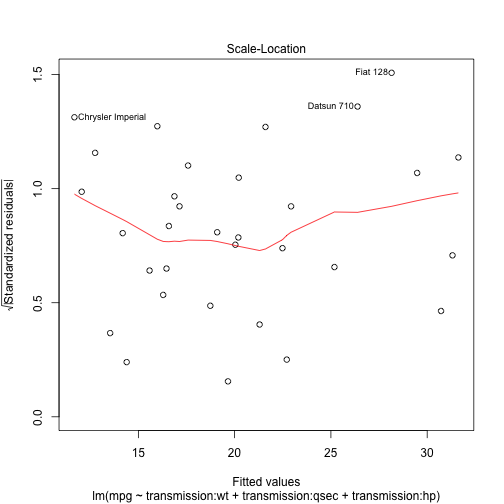 Scale-Location
Fiat 128
Datsun 710
Chrysler Imperial
√|Standardized residuals|
0.0
0.5
1.0
1.5
15
20
25
30
Fitted values
lm(mpg ~ transmission:wt + transmission:qsec + transmission:hp)